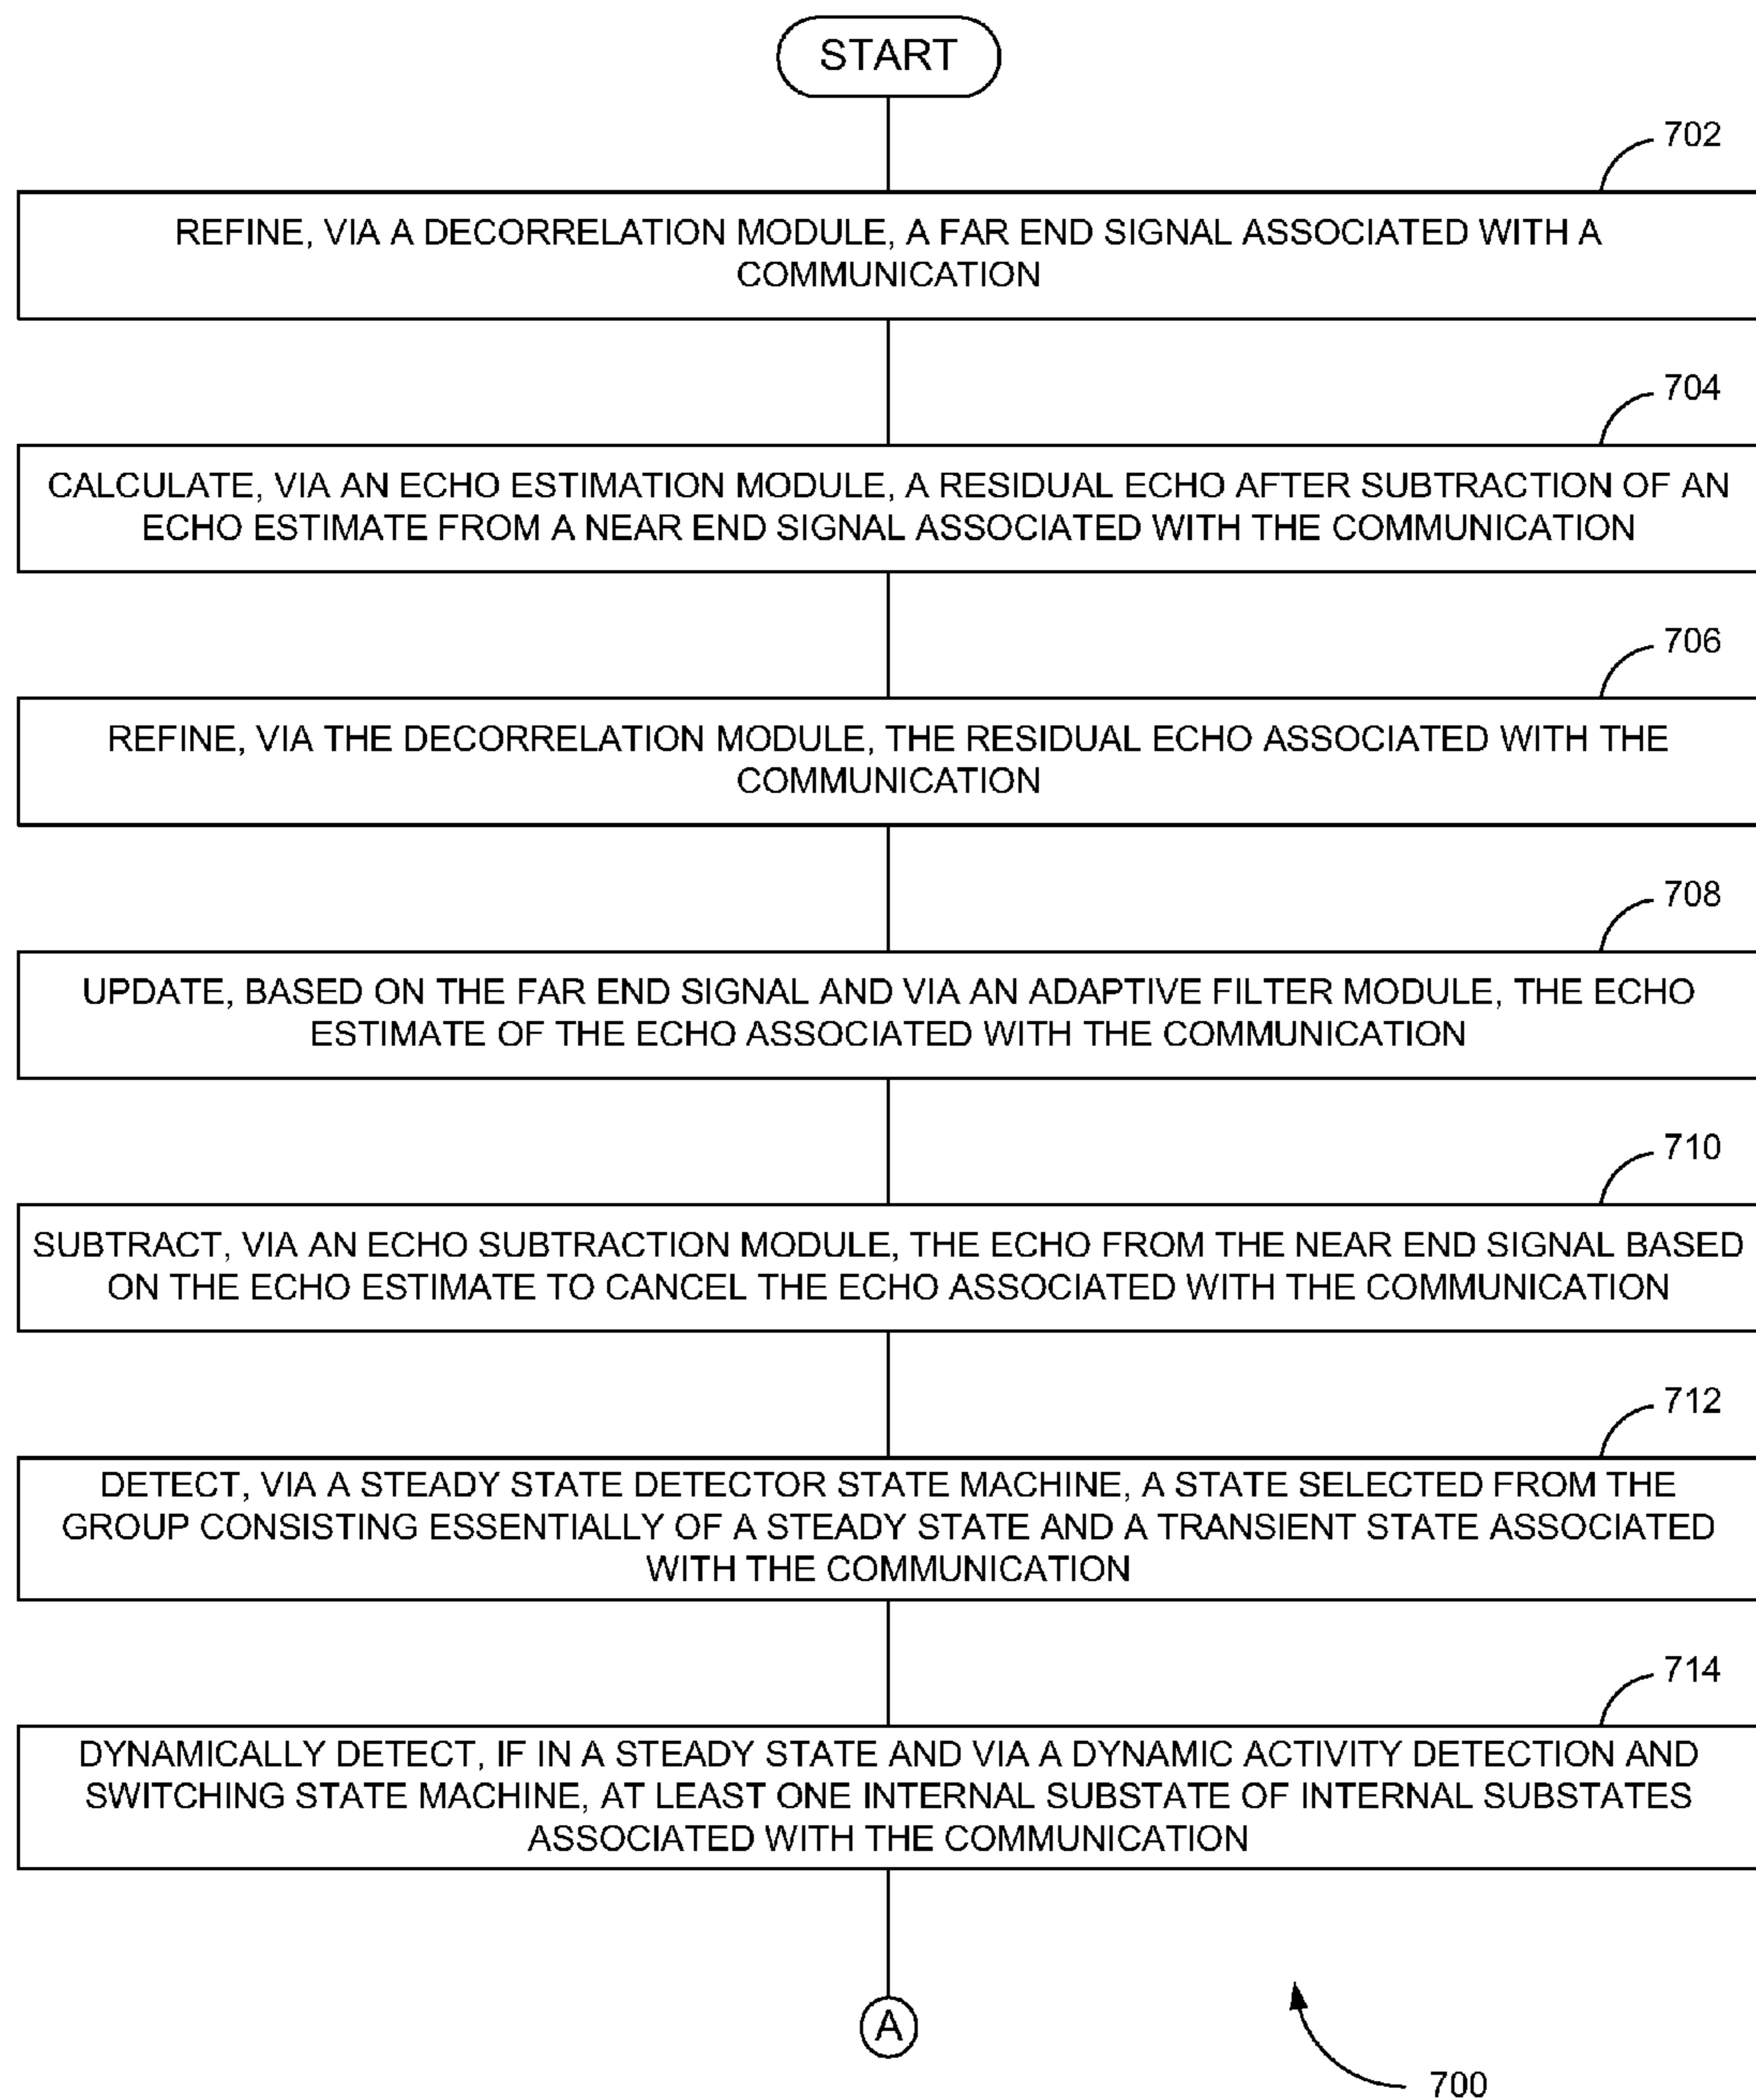 START
702
REFINE, VIA A DECORRELATION MODULE, A FAR END SIGNAL ASSOCIATED WITH A
COMMUNICATION
704
CALCULATE, VIA AN ECHO ESTIMATION MODULE, A RESIDUAL ECHO AFTER SUBTRACTION OF AN
ECHO ESTIMATE FROM A NEAR END SIGNAL ASSOCIATED WITH THE COMMUNICATION
706
REFINE, VIA THE DECORRELATION MODULE, THE RESIDUAL ECHO ASSOCIATED WITH THE
COMMUNICATION
708
UPDATE, BASED ON THE FAR END SIGNAL AND VIA AN ADAPTIVE FILTER MODULE, THE ECHO
ESTIMATE OF THE ECHO ASSOCIATED WITH THE COMMUNICATION
710
SUBTRACT, VIA AN ECHO SUBTRACTION MODULE, THE ECHO FROM THE NEAR END SIGNAL BASED
ON THE ECHO ESTIMATE TO CANCEL THE ECHO ASSOCIATED WITH THE COMMUNICATION
712
DETECT, VIA A STEADY STATE DETECTOR STATE MACHINE, A STATE SELECTED FROM THE
GROUP CONSISTING ESSENTIALLY OF A STEADY STATE AND A TRANSIENT STATE ASSOCIATED
WITH THE COMMUNICATION
714
DYNAMICALLY DETECT, IF IN A STEADY STATE AND VIA A DYNAMIC ACTIVITY DETECTION AND
SWITCHING STATE MACHINE, AT LEAST ONE INTERNAL SUBSTATE OF INTERNAL SUBSTATES
ASSOCIATED WITH THE COMMUNICATION
A
700